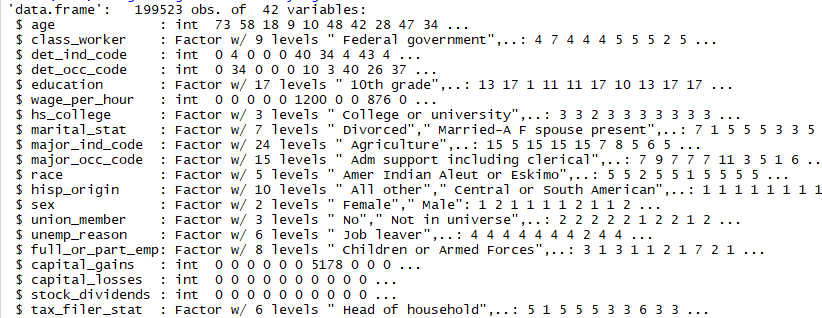 'data.frame':	199523 obs. of  42 variables:
 $ age             : int  73 58 18 9 10 48 42 28 47 34 ...
 $ class_worker    : Factor w/ 9 levels " Federal government",..: 4 7 4 4 4 5 5 5 2 5 ...
 $ det_ind_code    : int  0 4 0 0 0 40 34 4 43 4 ...
 $ det_occ_code    : int  0 34 0 0 0 10 3 40 26 37 ...
 $ education       : Factor w/ 17 levels " 10th grade",..: 13 17 1 11 11 17 10 13 17 17 ...
 $ wage_per_hour   : int  0 0 0 0 0 1200 0 0 876 0 ...
 $ hs_college      : Factor w/ 3 levels " College or university",..: 3 3 2 3 3 3 3 3 3 3 ...
 $ marital_stat    : Factor w/ 7 levels " Divorced"," Married-A F spouse present",..: 7 1 5 5 5 3 3 5
 $ major_ind_code  : Factor w/ 24 levels " Agriculture",..: 15 5 15 15 15 7 8 5 6 5 ...
 $ major_occ_code  : Factor w/ 15 levels " Adm support including clerical",..: 7 9 7 7 7 11 3 5 1 6 ..
 $ race            : Factor w/ 5 levels " Amer Indian Aleut or Eskimo",..: 5 5 2 5 5 1 5 5 5 5 ...
 $ hisp_origin     : Factor w/ 10 levels " All other"," Central or South American",..: 1 1 1 1 1 1 1 1
 $ sex             : Factor w/ 2 levels " Female"," Male": 1 2 1 1 1 1 2 1 1 2 ...
 $ union_member    : Factor w/ 3 levels " No"," Not in universe",..: 2 2 2 2 2 1 2 2 1 2 ...
 $ unemp_reason    : Factor w/ 6 levels " Job leaver",..: 4 4 4 4 4 4 4 2 4 4 ...
 $ full_or_part_emp: Factor w/ 8 levels " Children or Armed Forces",..: 3 1 3 1 1 2 1 7 2 1 ...
 $ capital_gains   : int  0 0 0 0 0 0 5178 0 0 0 ...
 $ capital_losses  : int  0 0 0 0 0 0 0 0 0 0 ...
 $ stock_dividends : int  0 0 0 0 0 0 0 0 0 0 ...
 $ tax_filer_stat  : Factor w/ 6 levels " Head of household",..: 5 1 5 5 5 3 3 6 3 3 ...